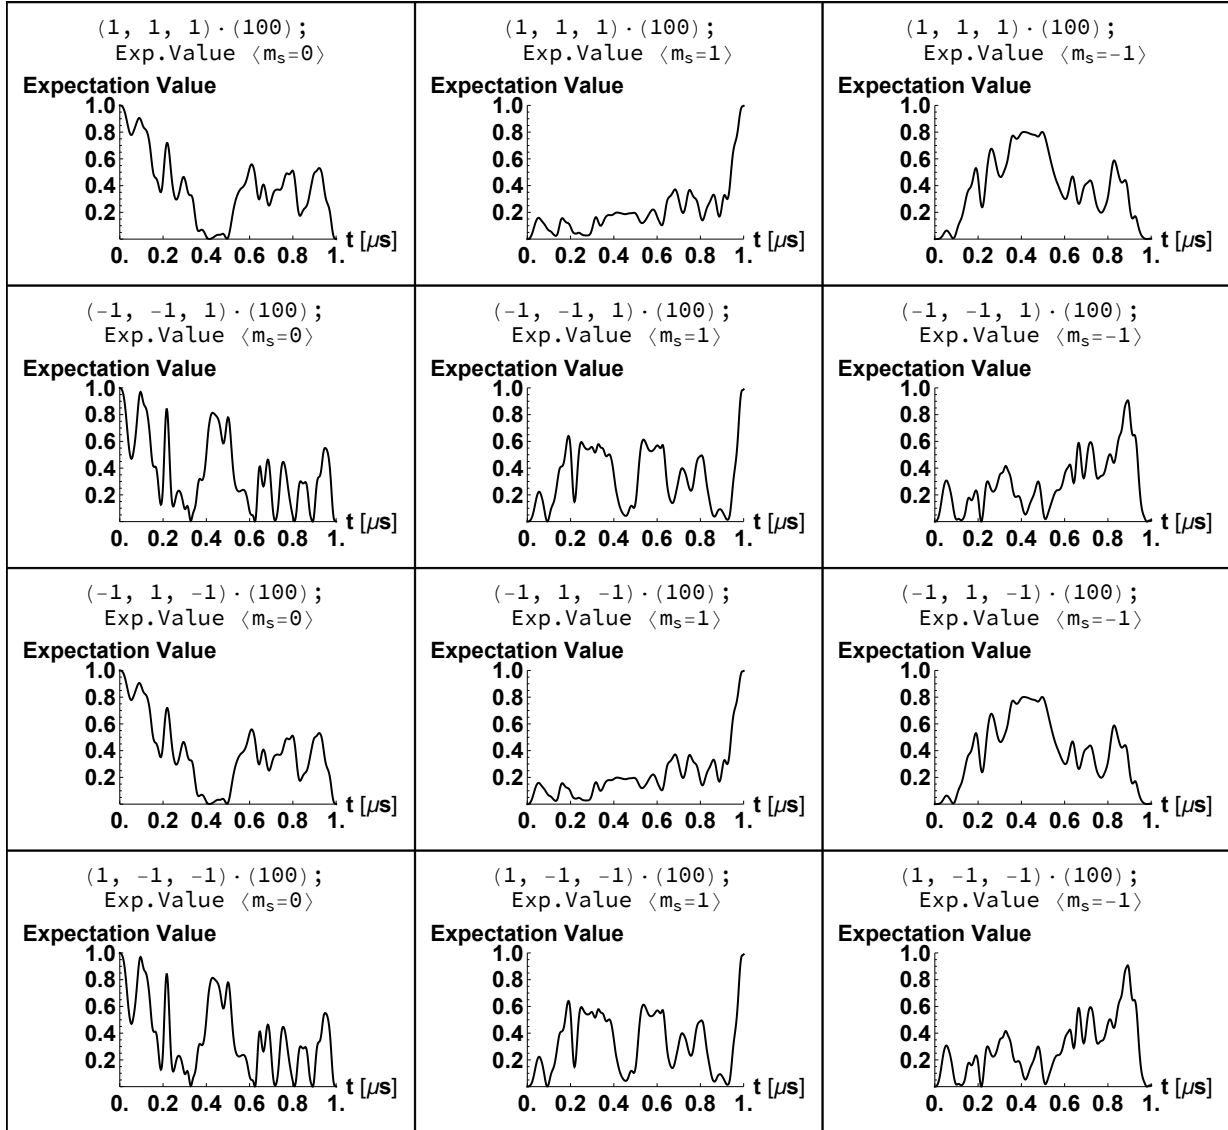 (1, 1, 1)·(100);
Exp.Value ⟨mₛ=0⟩
Expectation Value
1.0
0.8
0.6
0.4
0.2
0. 0.2 0.4 0.6 0.8 1.
t [μs]
(1, 1, 1)·(100);
Exp.Value ⟨mₛ=1⟩
Expectation Value
1.0
0.8
0.6
0.4
0.2
0. 0.2 0.4 0.6 0.8 1.
t [μs]
(1, 1, 1)·(100);
Exp.Value ⟨mₛ=-1⟩
Expectation Value
1.0
0.8
0.6
0.4
0.2
0. 0.2 0.4 0.6 0.8 1.
t [μs]
(-1, -1, 1)·(100);
Exp.Value ⟨mₛ=0⟩
Expectation Value
1.0
0.8
0.6
0.4
0.2
0. 0.2 0.4 0.6 0.8 1.
t [μs]
(-1, -1, 1)·(100);
Exp.Value ⟨mₛ=1⟩
Expectation Value
1.0
0.8
0.6
0.4
0.2
0. 0.2 0.4 0.6 0.8 1.
t [μs]
(-1, -1, 1)·(100);
Exp.Value ⟨mₛ=-1⟩
Expectation Value
1.0
0.8
0.6
0.4
0.2
0. 0.2 0.4 0.6 0.8 1.
t [μs]
(-1, 1, -1)·(100);
Exp.Value ⟨mₛ=0⟩
Expectation Value
1.0
0.8
0.6
0.4
0.2
0. 0.2 0.4 0.6 0.8 1.
t [μs]
(-1, 1, -1)·(100);
Exp.Value ⟨mₛ=1⟩
Expectation Value
1.0
0.8
0.6
0.4
0.2
0. 0.2 0.4 0.6 0.8 1.
t [μs]
(-1, 1, -1)·(100);
Exp.Value ⟨mₛ=-1⟩
Expectation Value
1.0
0.8
0.6
0.4
0.2
0. 0.2 0.4 0.6 0.8 1.
t [μs]
(1, -1, -1)·(100);
Exp.Value ⟨mₛ=0⟩
Expectation Value
1.0
0.8
0.6
0.4
0.2
0. 0.2 0.4 0.6 0.8 1.
t [μs]
(1, -1, -1)·(100);
Exp.Value ⟨mₛ=1⟩
Expectation Value
1.0
0.8
0.6
0.4
0.2
0. 0.2 0.4 0.6 0.8 1.
t [μs]
(1, -1, -1)·(100);
Exp.Value ⟨mₛ=-1⟩
Expectation Value
1.0
0.8
0.6
0.4
0.2
0. 0.2 0.4 0.6 0.8 1.
t [μs]